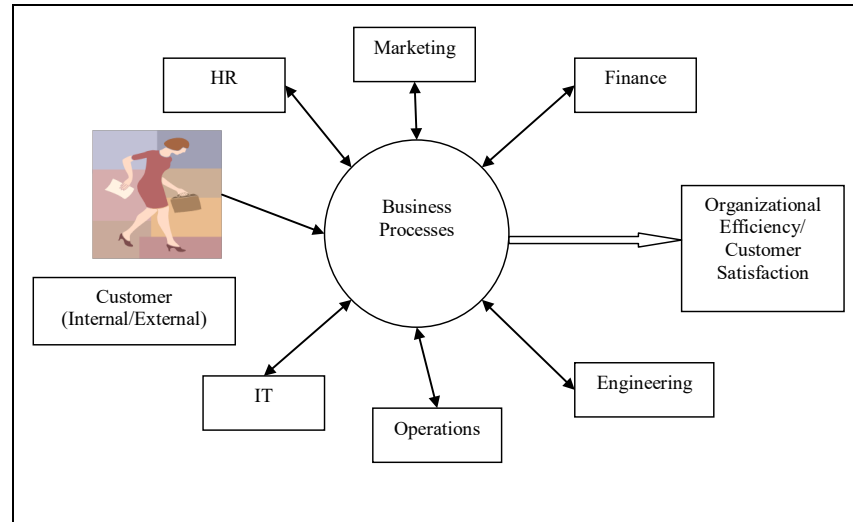 Marketing
HR
Finance
Business
Processes
Organizational
Efficiency/
Customer
Satisfaction
Customer
(Internal/External)
IT
Operations
Engineering